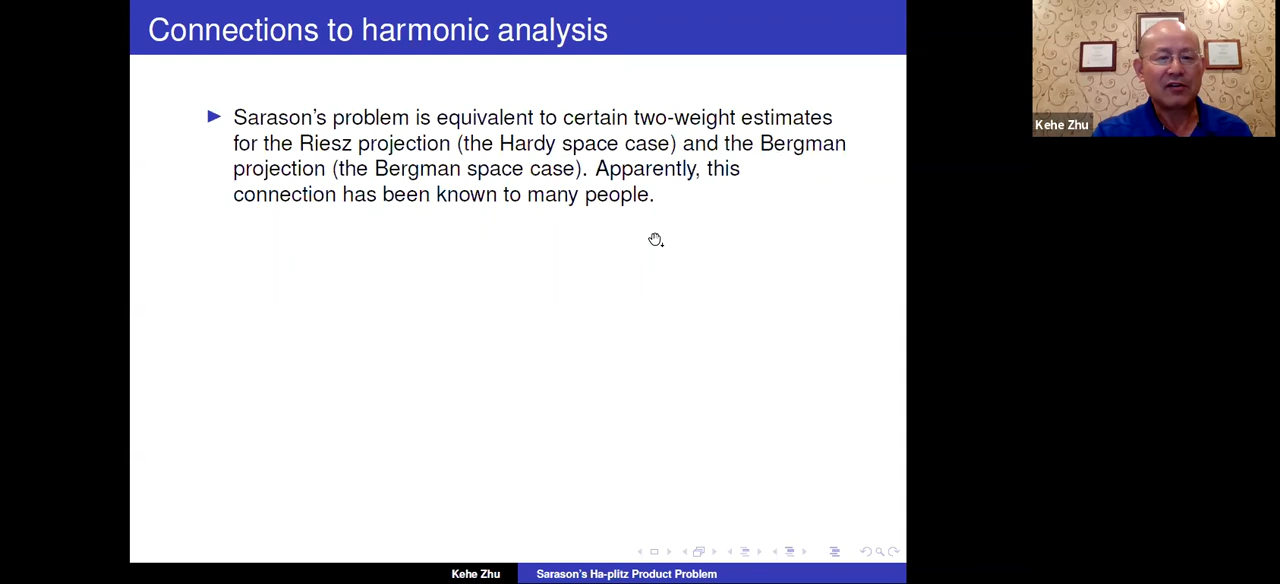 Connections to harmonic analysis
Sarason's problem is equivalent to certain two-weight estimates
for the Riesz projection (the Hardy space case) and the Bergman
projection (the Bergman space case). Apparently, this
connection has been known to many people.
Kehe Zhu
Kehe Zhu
Sarason's Ha-plitz Product Problem